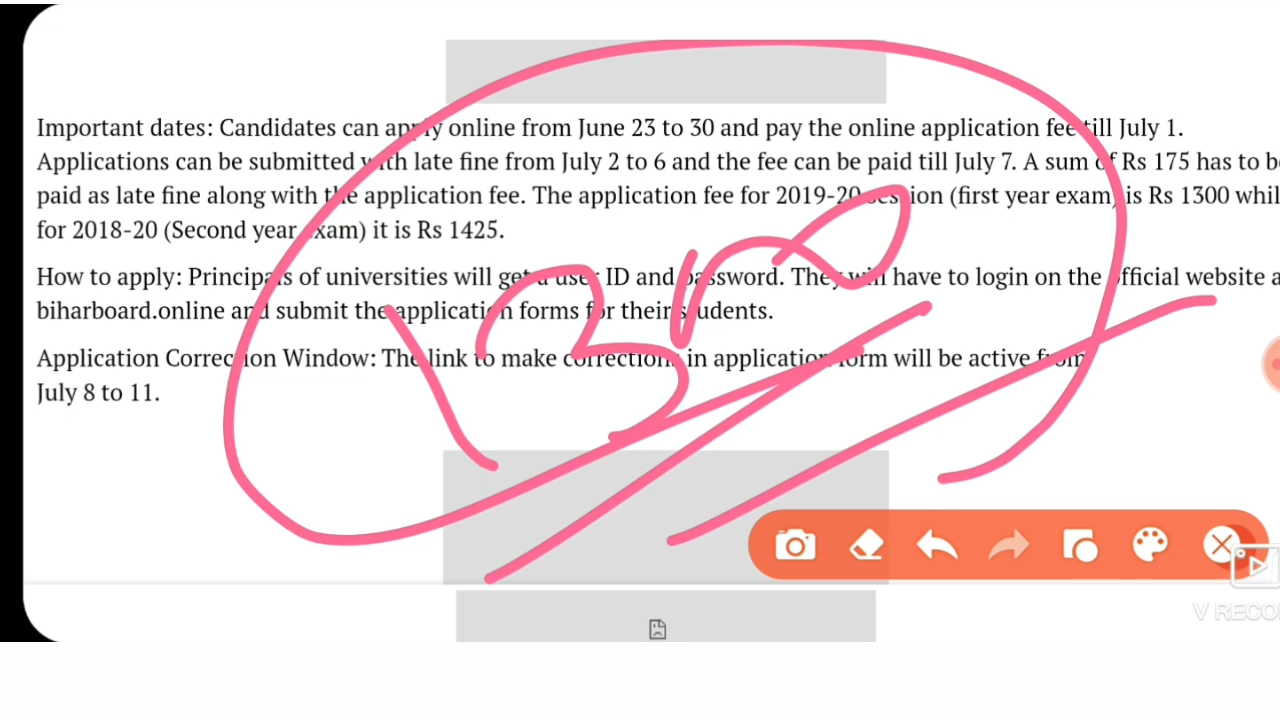 Important dates: Candidates can apply online from June 23 to 30 and pay the online application fee till July 1.
Applications can be submitted with late fine from July 2 to 6 and the fee can be paid till July 7. A sum of Rs 175 has to b
paid as late fine along with the application fee. The application fee for 2019-20 session (first year exam) is Rs 1300 whil
for 2018-20 (Second year exam) it is Rs 1425.
How to apply: Principals of universities will get a user ID and password. They will have to login on the official website a
biharboard.online and submit the application forms for their students.
Application Correction Window: The link to make corrections in application form will be active from
July 8 to 11.
V RECO